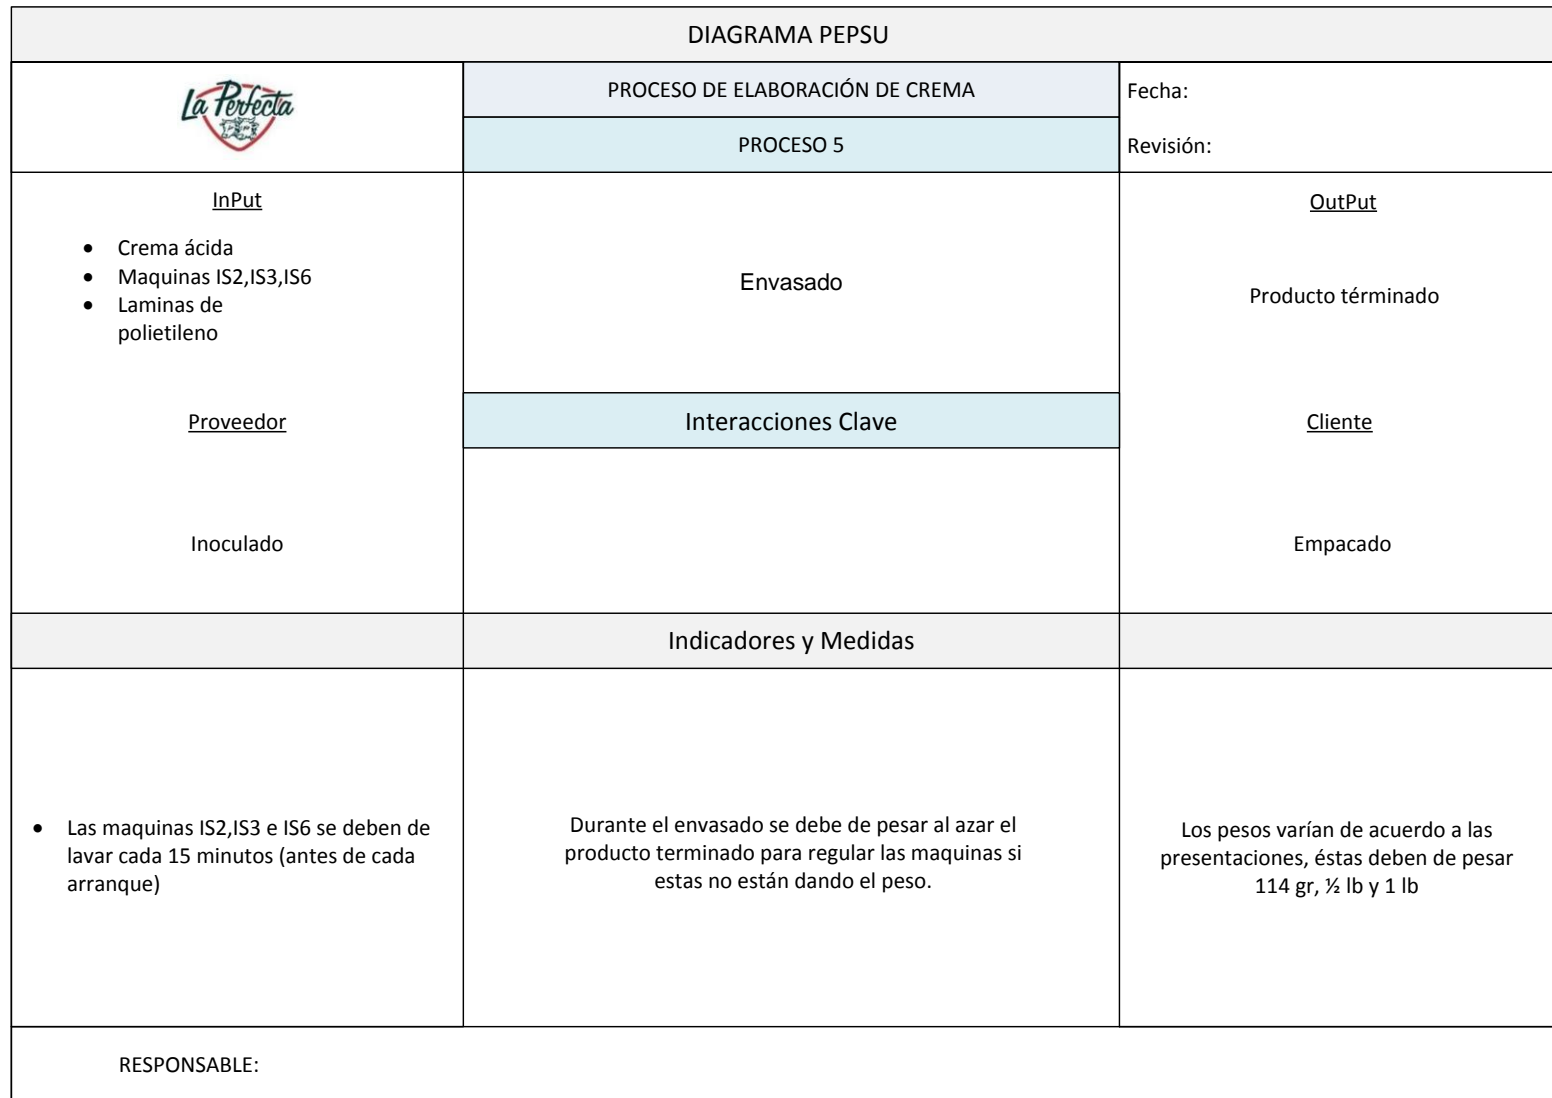 DIAGRAMA PEPSU
La Perfecta
PROCESO DE ELABORACIÓN DE CREMA
PROCESO 5
Fecha:
Revisión:
InPut
• Crema ácida
• Maquinas IS2,IS3,IS6
• Laminas de
polietileno
Proveedor
Inoculado
Envasado
Interacciones Clave
OutPut
Producto término
Cliente
Empacado
Indicadores y Medidas
• Las maquinas IS2,IS3 e IS6 se deben de
lavar cada 15 minutos (antes de cada
arranque)
Durante el envasado se debe de pesar al azar el
producto terminado para regular las maquinas si
estas no están dando el peso.
Los pesos varían de acuerdo a las
presentaciones, éstas deben de pesar
114 gr, ½ lb y 1 lb
RESPONSABLE: